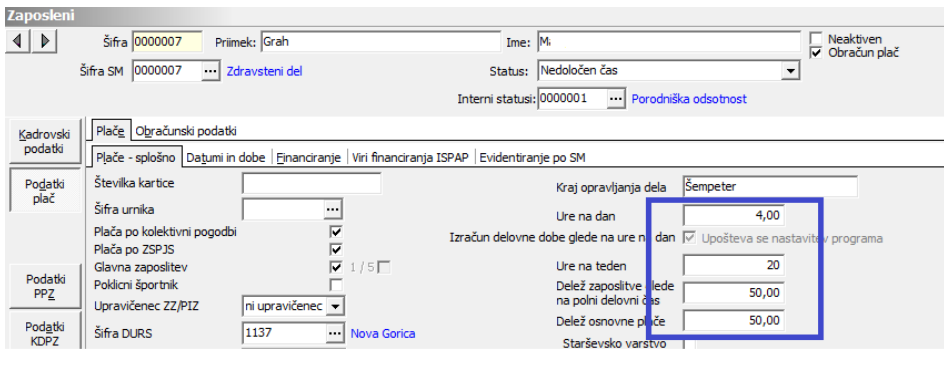 Zaposleni
Šifra 0000007 Priimek: Grah Ime: Neaktiven
Obračun plač
Šifra SM 0000007 ... Zdravsteni del Status: Nedoločen čas
Interni statusi: 0000001 ... Porodniška odsotnost
Kadrovski podatki
Plače Obračunski podatki
Plače - splošno Datumi in dobe Financiranje Viri financiranja ISPAP Evidentiranje po SM
Podatki plač
Številka kartice Kraj opravljanja dela Šempeter
Šifra urnika ... Ure na dan 4,00
Plača po kolektivni pogodbi Izračun delovne dobe glede na ure na dan Upošteva se nastavitev programa
Plača po ZSPJS
Glavna zaposlitev 1 / 5 Ure na teden 20
Podatki PPZ
Poklicni športnik Delež zaposlitve glede na polni delovni čas 50,00
Upravičenec ZZ/PIZ ni upravičenec
Podatki KDPZ
Šifra DURS 1137 ... Nova Gorica Delež osnovne plače 50,00
Starševsko varstvo